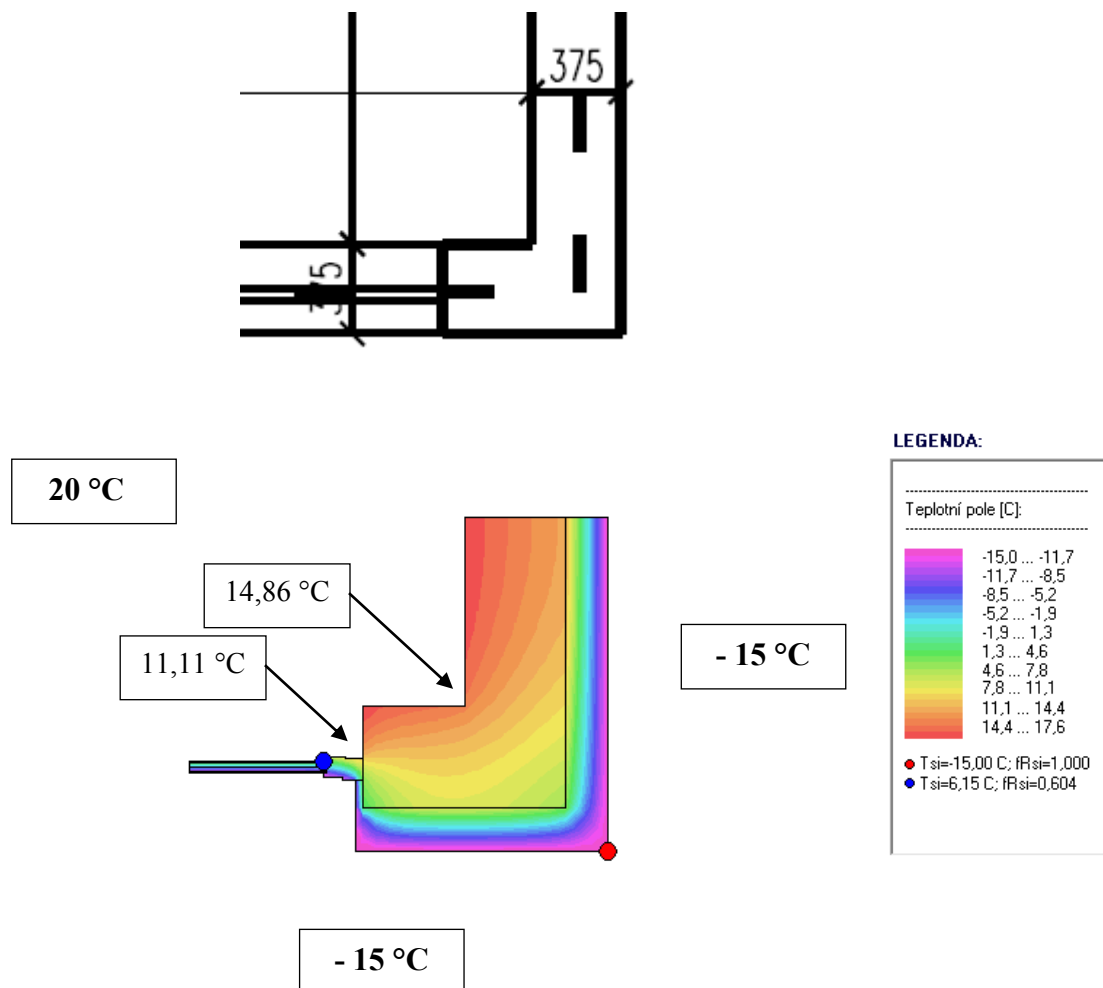 375
375
LEGENDA:
20 °C
Teplotní pole [C]:
-15,0 ... -11,7
-11,7 ... -8,5
-8,5 ... -5,2
-5,2 ... -1,9
-1,9 ... 1,3
1,3 ... 4,6
4,6 ... 7,8
7,8 ... 11,1
11,1 ... 14,4
14,4 ... 17,6
14,86 °C
11,11 °C
- 15 °C
Tsi=-15,00 C; fRsi=1,000
Tsi=6,15 C; fRsi=0,604
- 15 °C